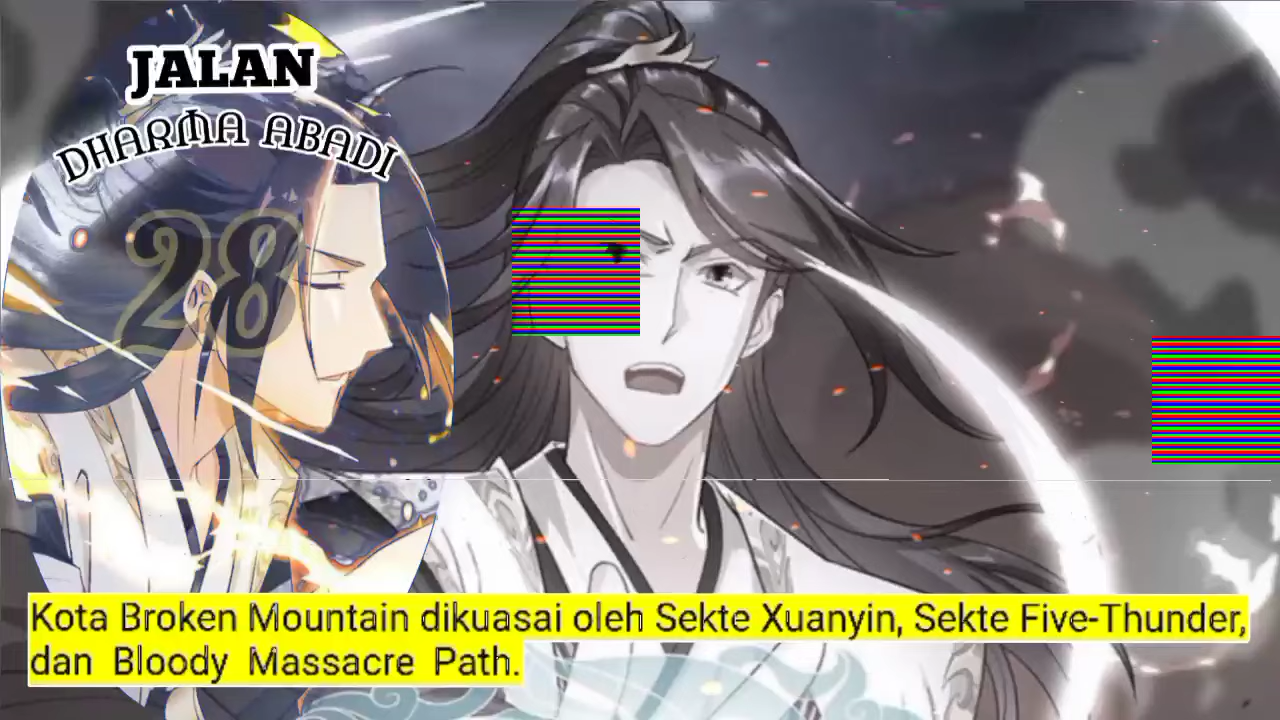 JALAN
DHARMA ABADI
28
Kota Broken Mountain dikuasai oleh Sekte Xuanyin, Sekte Five-Thunder,
dan Bloody Massacre Path.